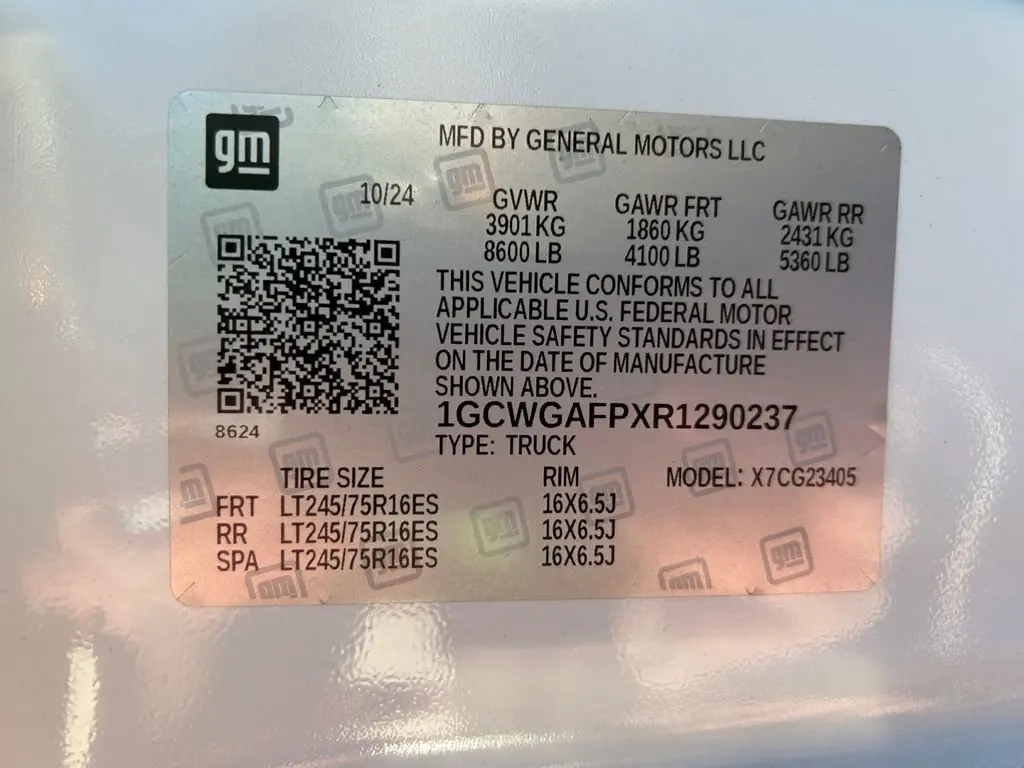 gm
MFD BY GENERAL MOTORS LLC
10/24
GVWR GAWR FRT GAWR RR
3901 KG 1860 KG 2431 KG
8600 LB 4100 LB 5360 LB
THIS VEHICLE CONFORMS TO ALL
APPLICABLE U.S. FEDERAL MOTOR
VEHICLE SAFETY STANDARDS IN EFFECT
ON THE DATE OF MANUFACTURE
SHOWN ABOVE.
1GCWGAFPXR1290237
8624
TYPE: TRUCK
TIRE SIZE RIM MODEL: X7CG23405
FRT LT245/75R16ES 16X6.5J
RR LT245/75R16ES 16X6.5J
SPA LT245/75R16ES 16X6.5J